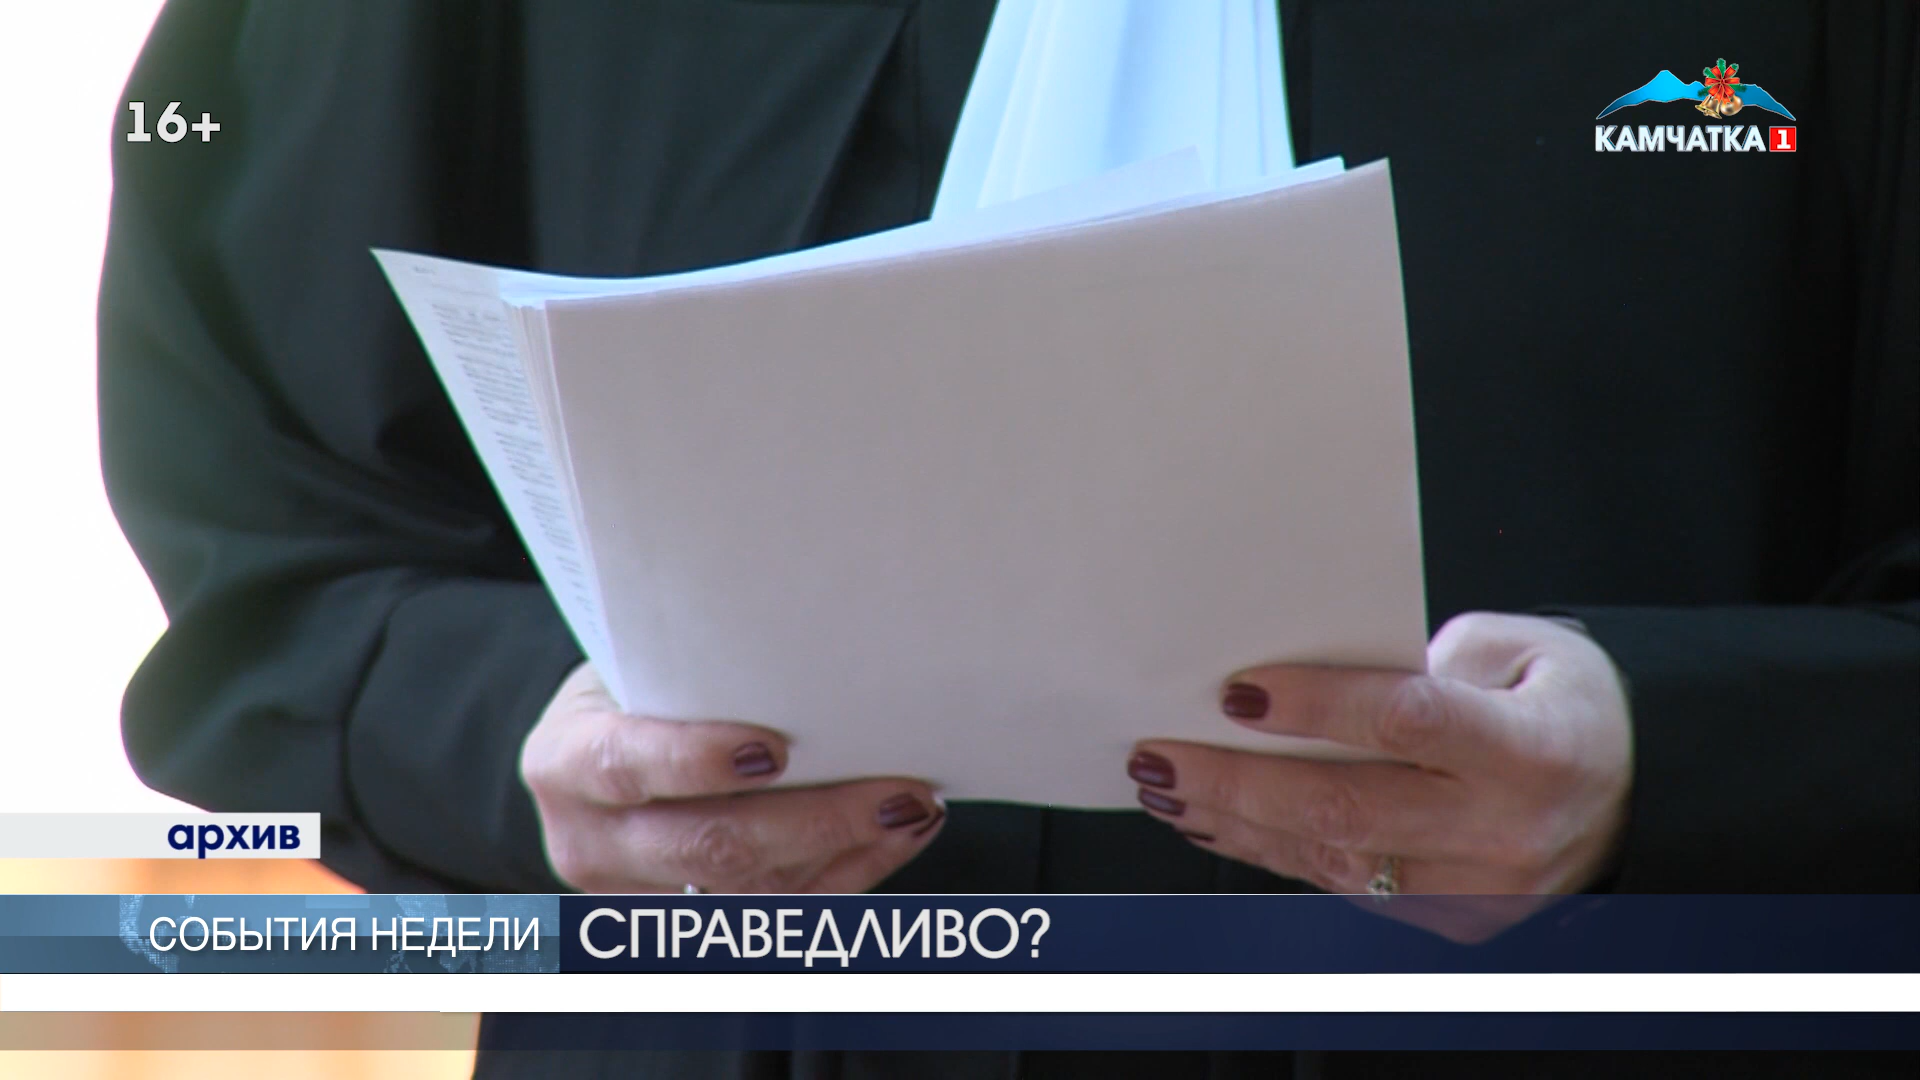 16+
КАМЧАТКА 1
архив
СОБЫТИЯ НЕДЕЛИ
СПРАВЕДЛИВО?